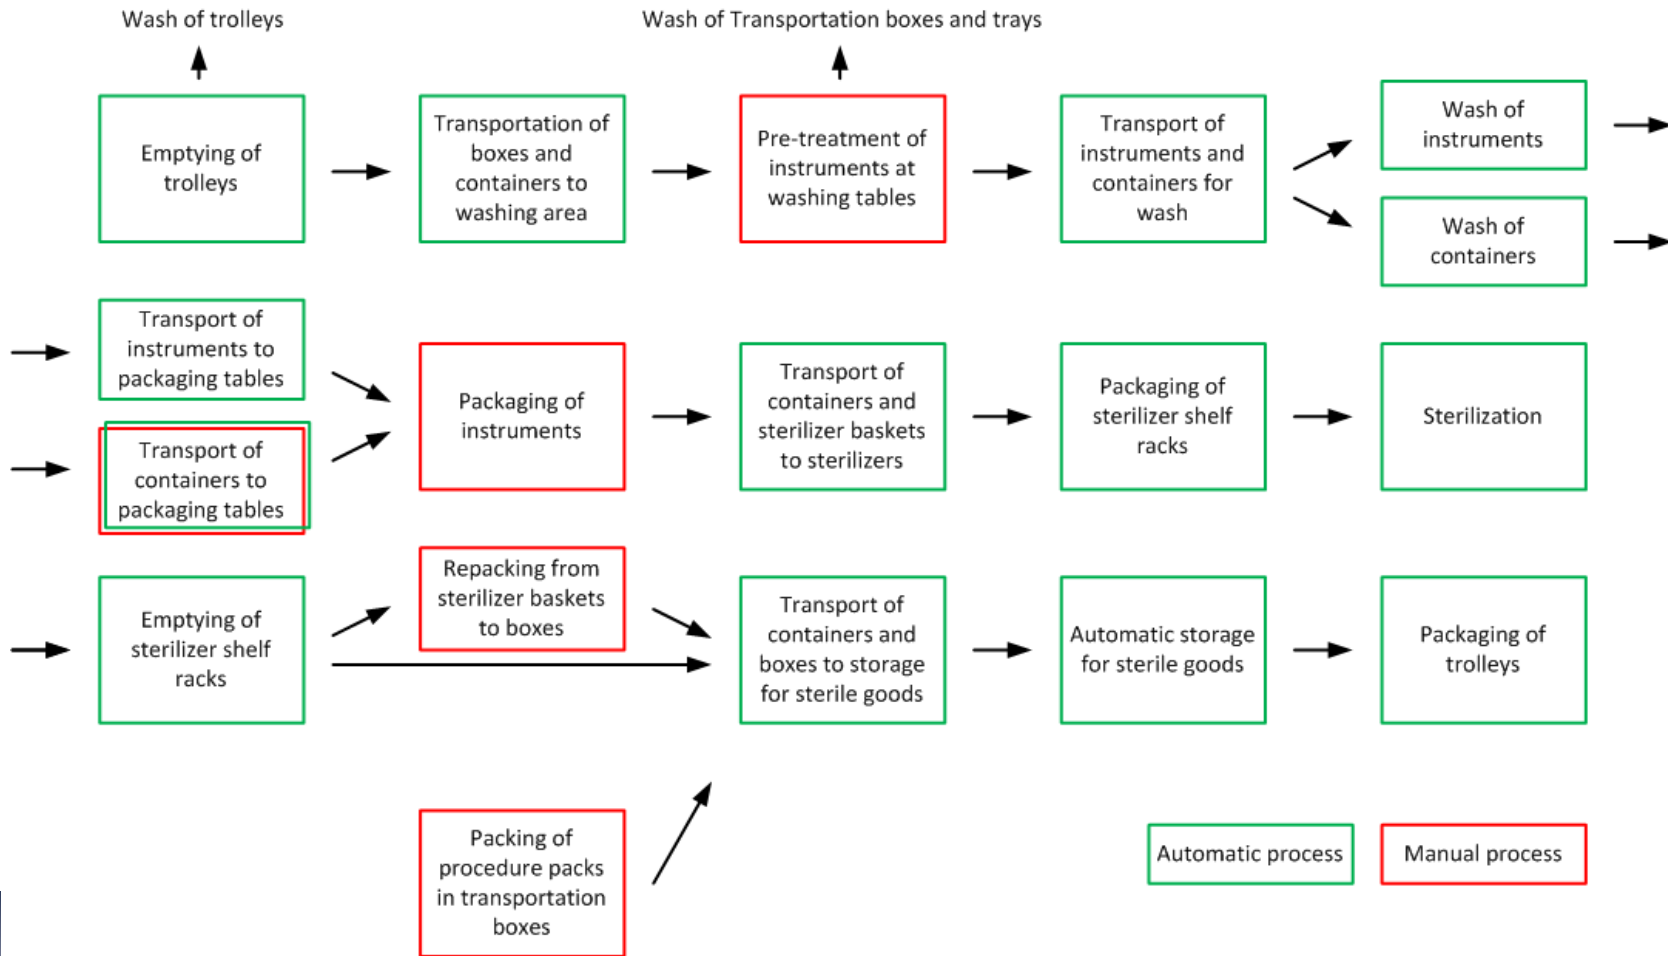 Wash of trolleys
Wash of Transportation boxes and trays
Emptying of
trolleys
Transportation of
boxes and
containers to
washing area
Pre-treatment of
instruments at
washing tables
Transport of
instruments and
containers for
wash
Wash of
instruments
Wash of
containers
Transport of
instruments to
packaging tables
Transport of
containers to
packaging tables
Packaging of
instruments
Transport of
containers and
sterilizer baskets
to sterilizers
Packaging of
sterilizer shelf
racks
Sterilization
Emptying of
sterilizer shelf
racks
Repacking from
sterilizer baskets
to boxes
Transport of
containers and
boxes to storage
for sterile goods
Automatic storage
for sterile goods
Packaging of
trolleys
Packing of
procedure packs
in transportation
boxes
Automatic process
Manual process